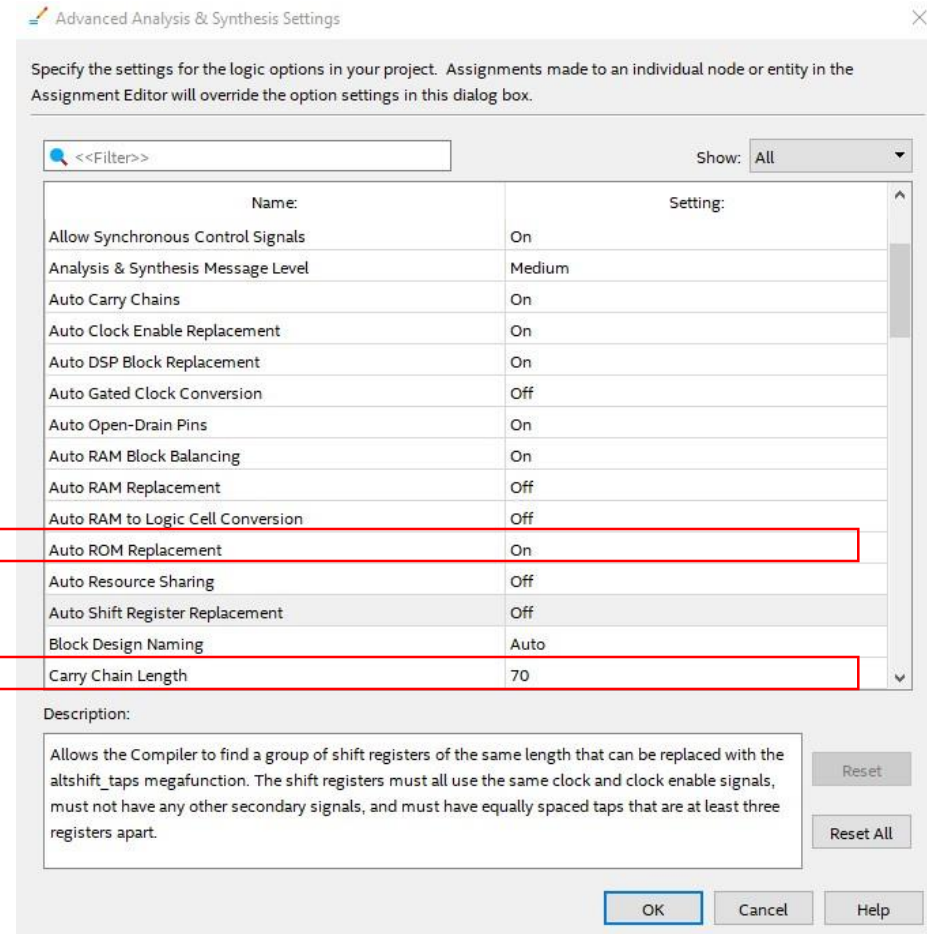 Advanced Analysis & Synthesis Settings
Specify the settings for the logic options in your project. Assignments made to an individual node or entity in the
Assignment Editor will override the option settings in this dialog box.
<<Filter>> Show: All
Name: Setting:
Allow Synchronous Control Signals On
Analysis & Synthesis Message Level Medium
Auto Carry Chains On
Auto Clock Enable Replacement On
Auto DSP Block Replacement On
Auto Gated Clock Conversion Off
Auto Open-Drain Pins On
Auto RAM Block Balancing On
Auto RAM Replacement Off
Auto RAM to Logic Cell Conversion Off
Auto ROM Replacement On
Auto Resource Sharing Off
Auto Shift Register Replacement Off
Block Design Naming Auto
Carry Chain Length 70
Description:
Allows the Compiler to find a group of shift registers of the same length that can be replaced with the
altshift_taps megafunction. The shift registers must all use the same clock and clock enable signals,
must not have any other secondary signals, and must have equally spaced taps that are at least three
registers apart.
Reset
Reset All
OK Cancel Help